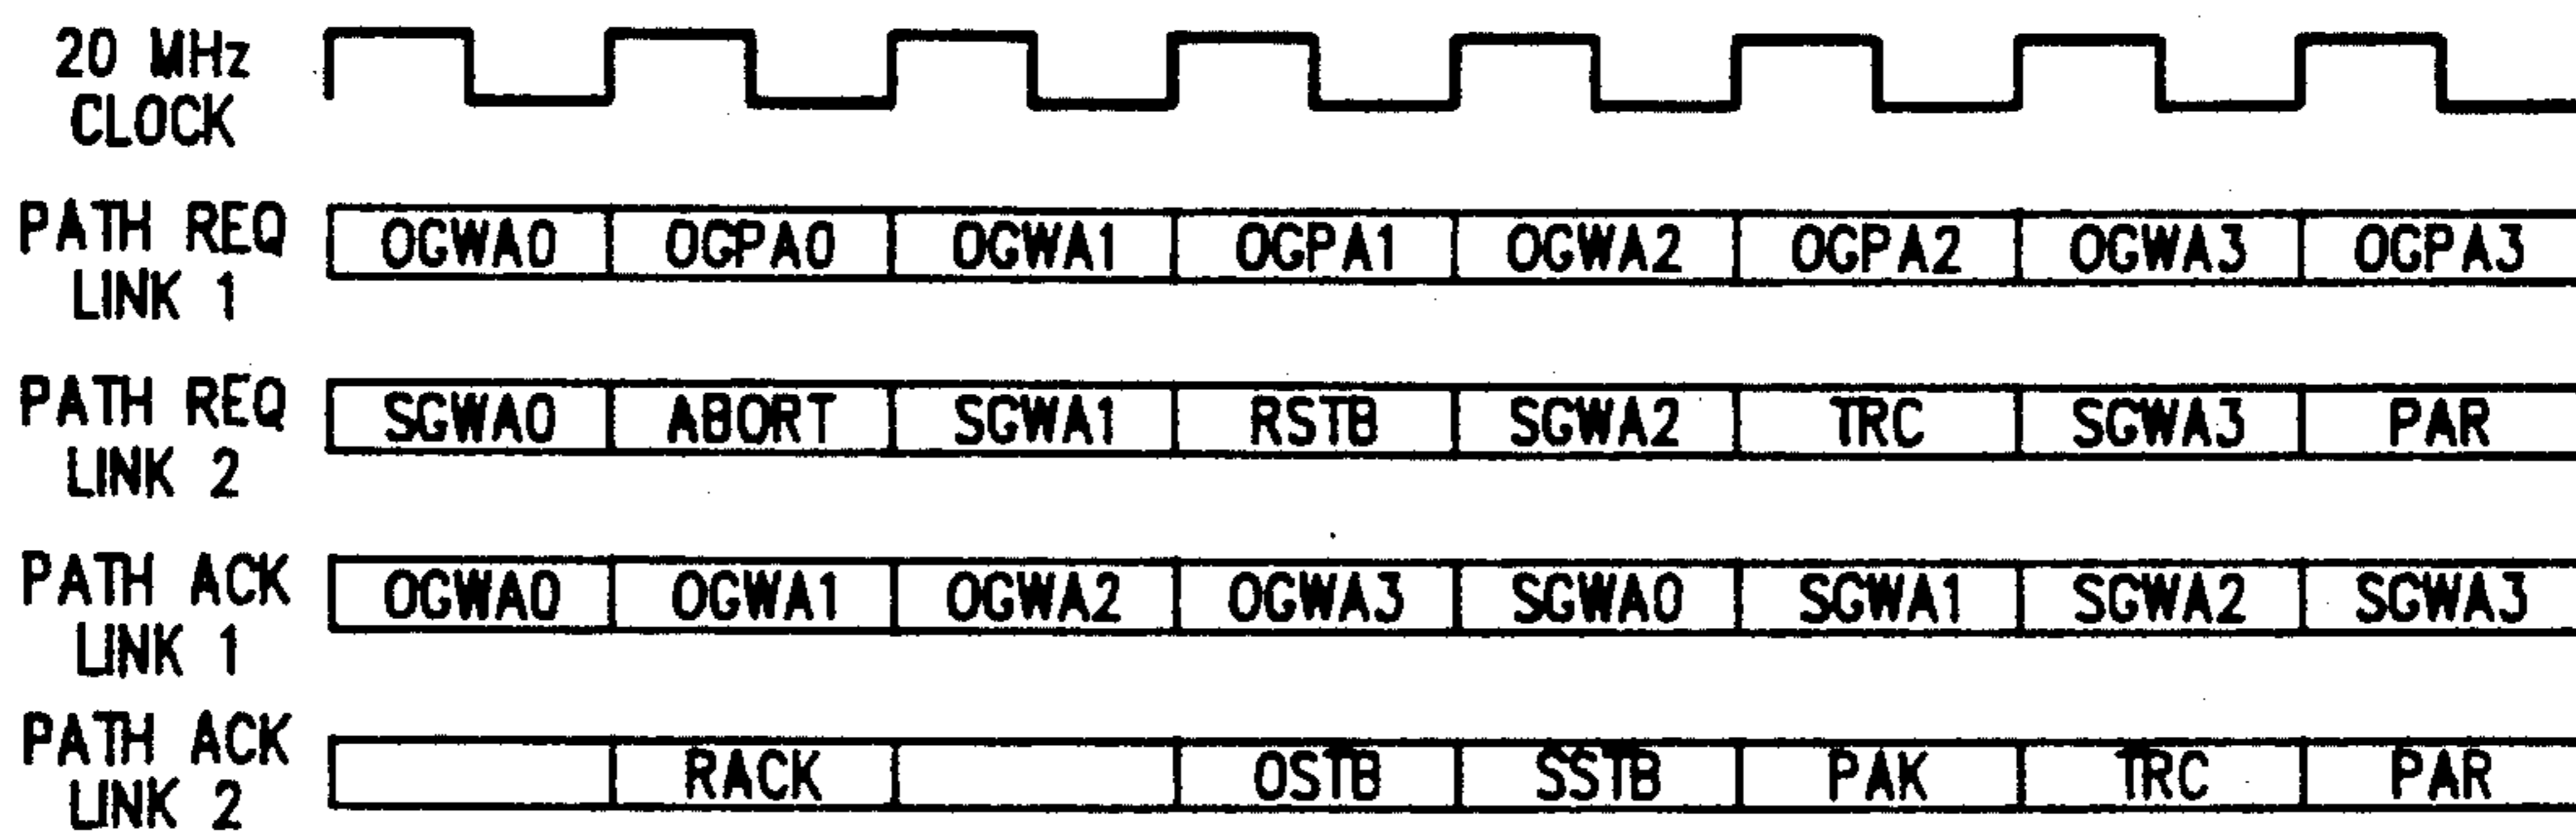 20 MHz
CLOCK
PATH REQ
LINK 1
OGWA0 OGPA0 OGWA1 OGPA1 OGWA2 OGPA2 OGWA3 OGPA3
PATH REQ
LINK 2
SGWA0 ABORT SGWA1 RSTB SGWA2 TRC SGWA3 PAR
PATH ACK
LINK 1
OGWA0 OGWA1 OGWA2 OGWA3 SGWA0 SGWA1 SGWA2 SGWA3
PATH ACK
LINK 2
RACK OSTB SSTB PAK TRC PAR